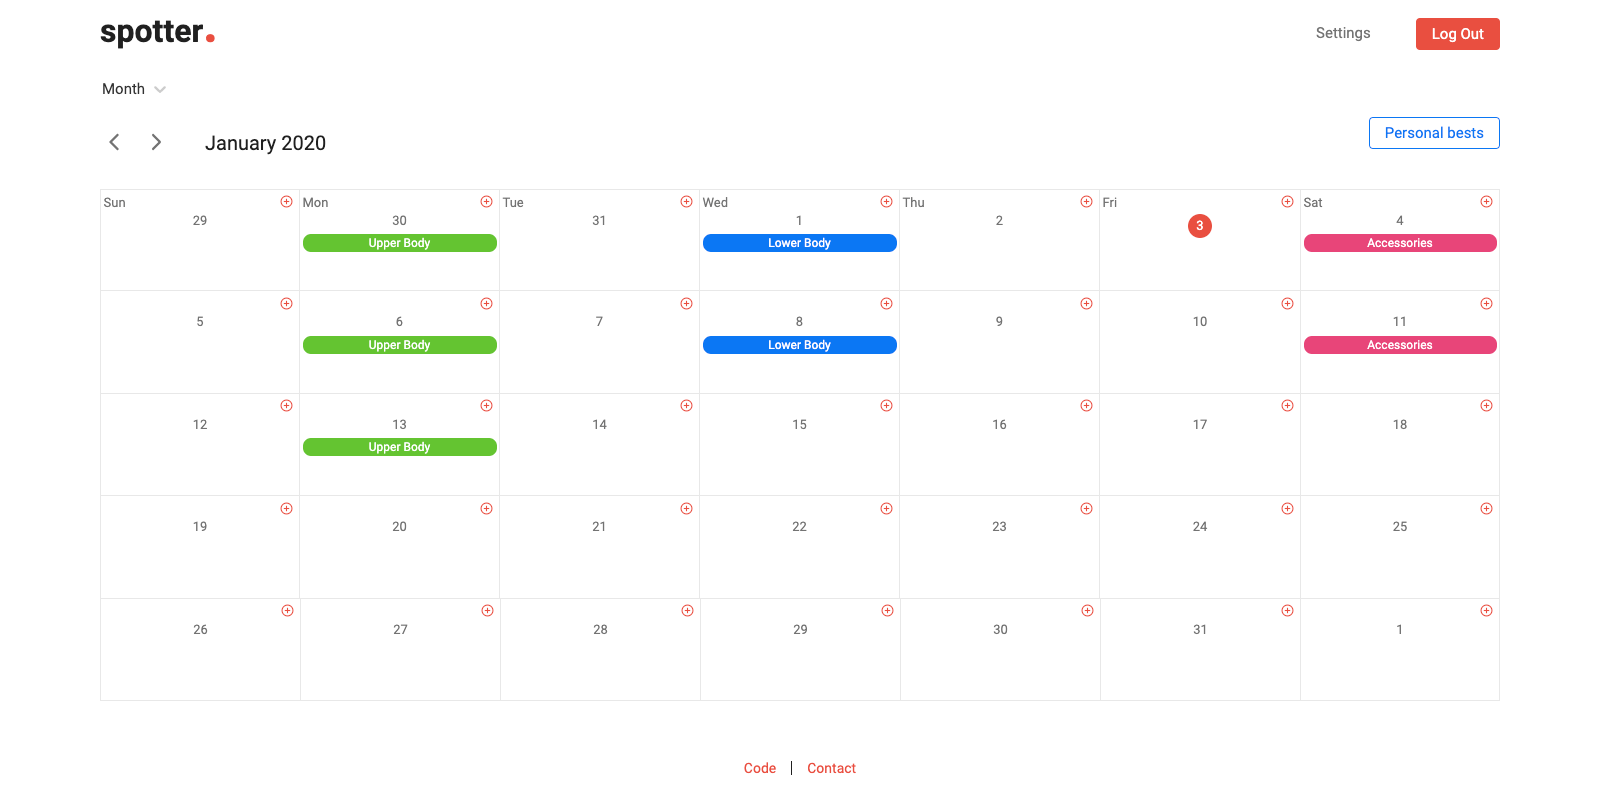 spotter.
Settings
Log Out
Month
January 2020
Personal bests
Sun Mon Tue Wed Thu Fri Sat
29 30 31 1 2 3 4
Upper Body Lower Body Accessories
5 6 7 8 9 10 11
Upper Body Lower Body Accessories
12 13 14 15 16 17 18
Upper Body
19 20 21 22 23 24 25
26 27 28 29 30 31 1
Code | Contact